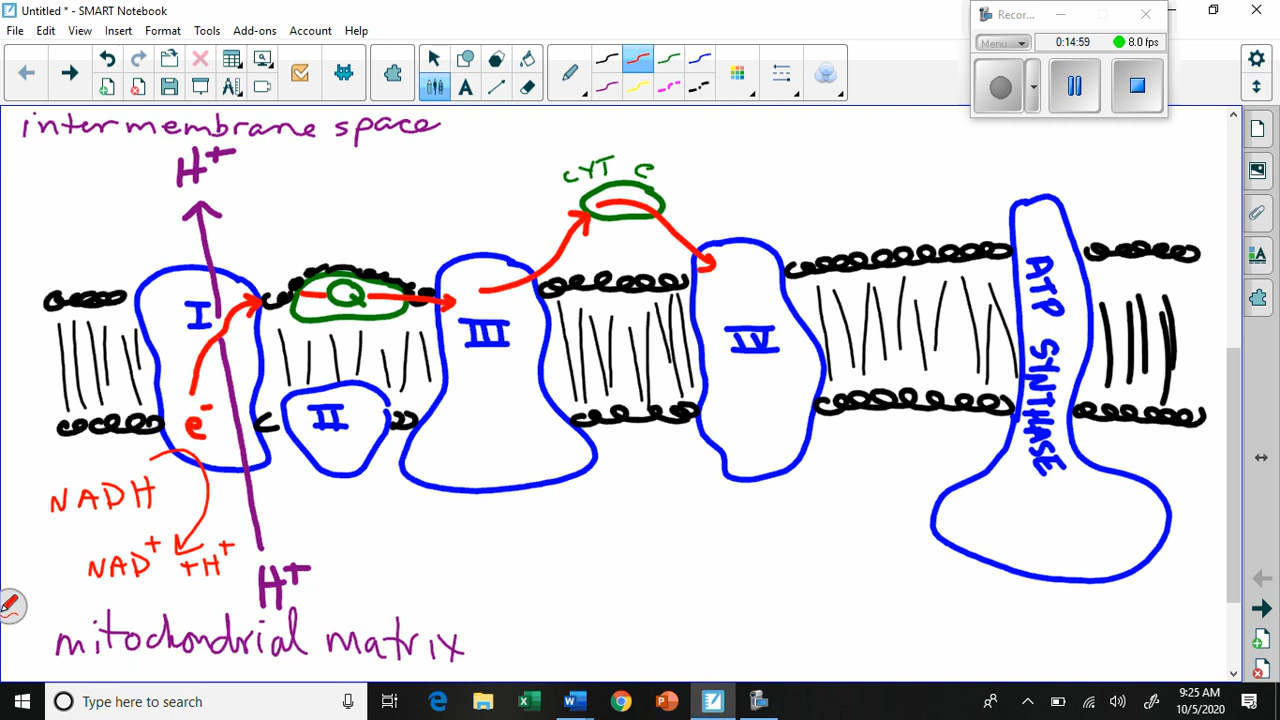 Untitled * - SMART Notebook
File Edit View Insert Format Tools Add-ons Account Help
Recor...
Menu
0:14:59
8.0 fps
intermembrane space
H+
CYT C
I
Q
III
IV
ATP SYNTHASE
II
e-
NADH
NAD+ +H+
H+
mitochondrial matrix
Type here to search
9:25 AM
10/5/2020